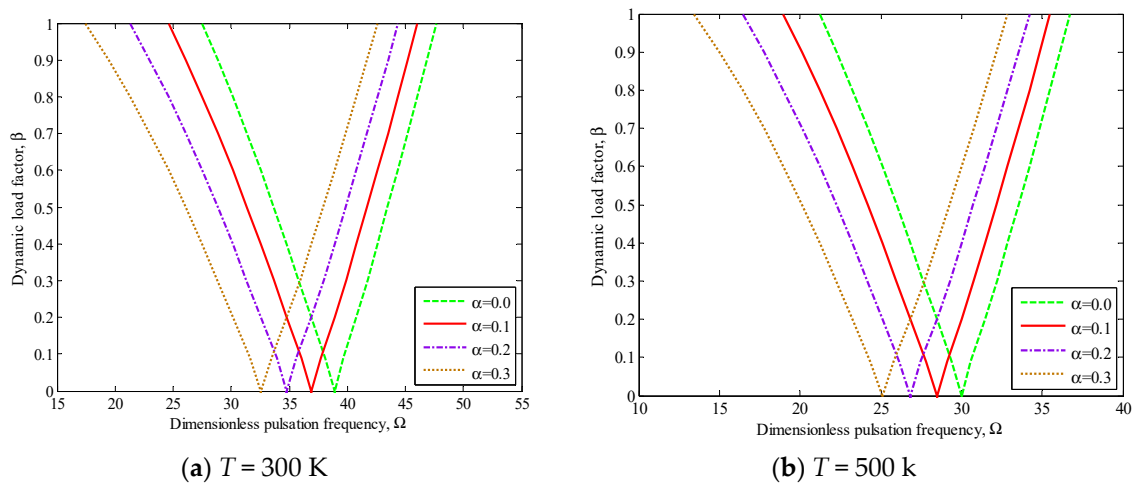 1
0.9
0.8
0.7
0.6
0.5
0.4
0.3
0.2
0.1
0
Dynamic load factor, β
15 20 25 30 35 40 45 50 55
Dimensionless pulsation frequency, Ω
α=0.0
α=0.1
α=0.2
α=0.3
(a) T = 300 K
1
0.9
0.8
0.7
0.6
0.5
0.4
0.3
0.2
0.1
0
Dynamic load factor, β
10 15 20 25 30 35 40
Dimensionless pulsation frequency, Ω
α=0.0
α=0.1
α=0.2
α=0.3
(b) T = 500 k